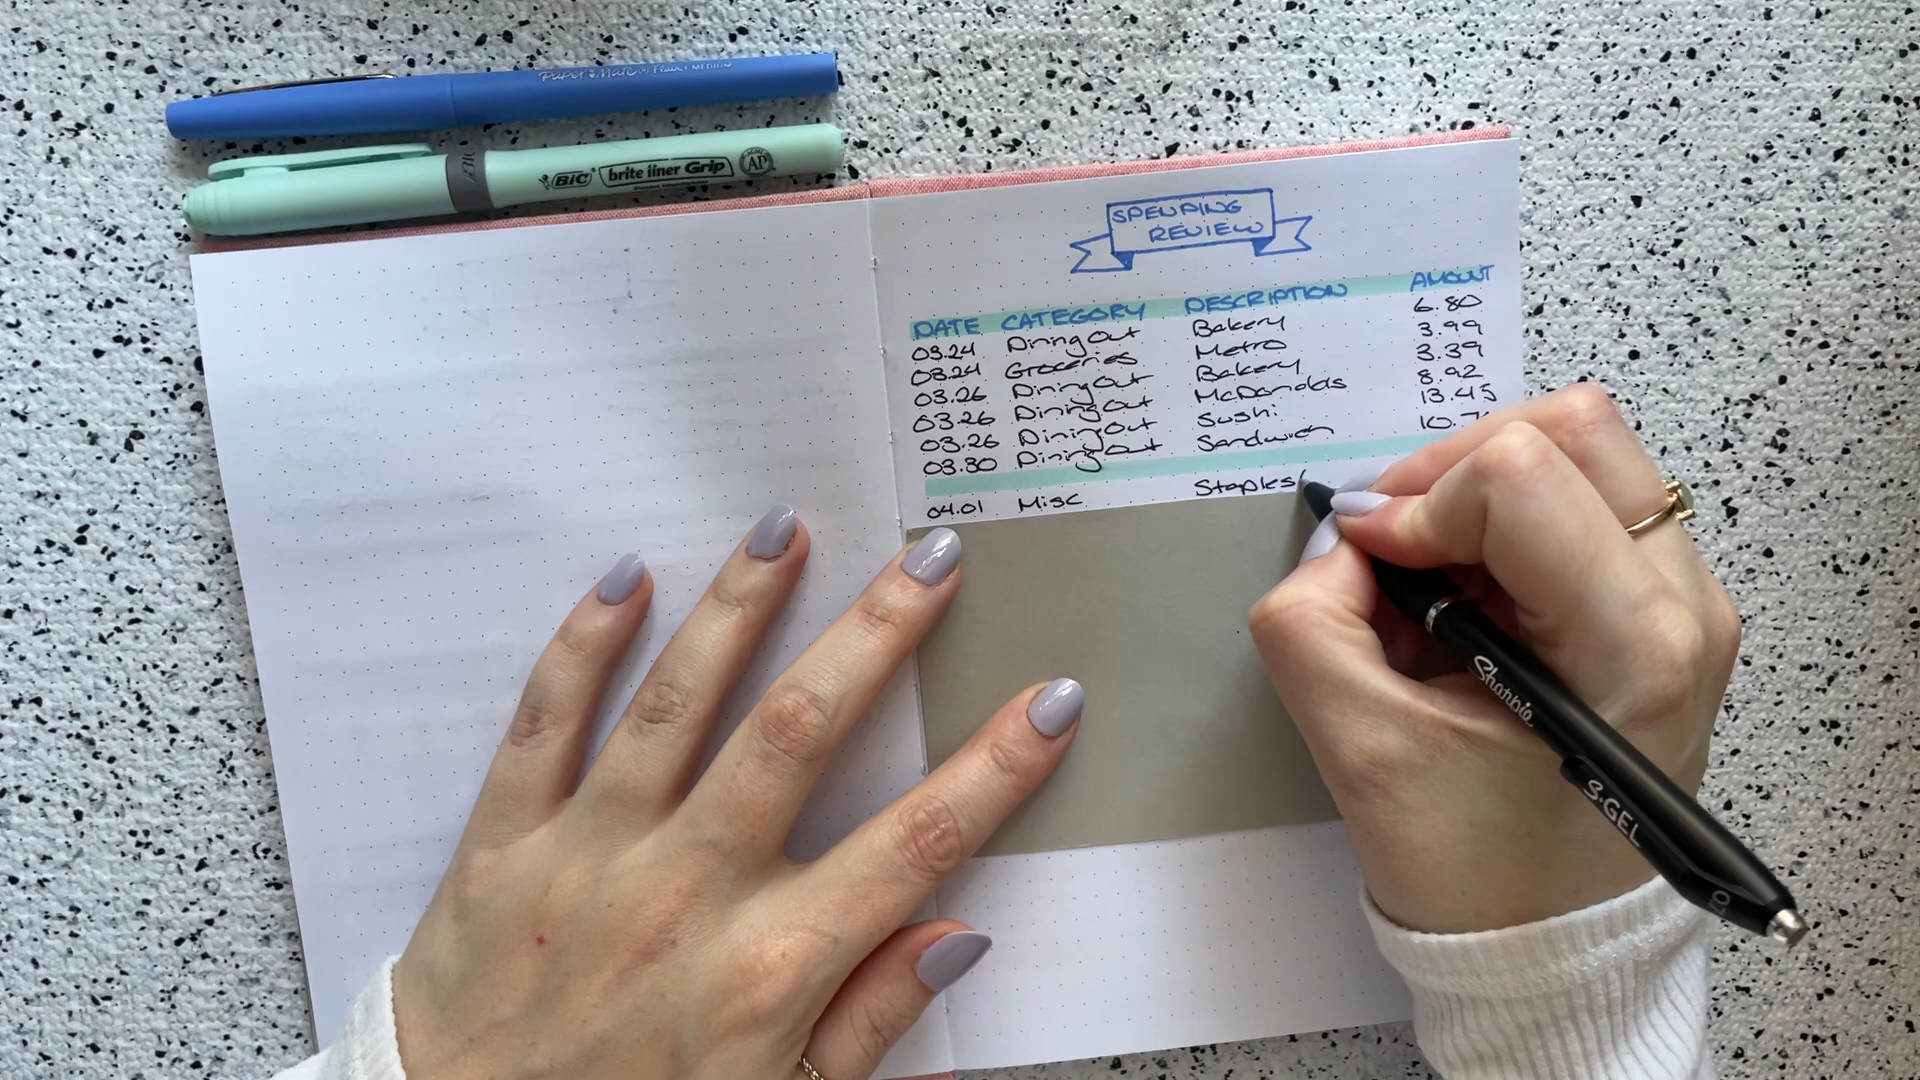 Paper Mate Flair
BIC brite liner Grip AP
BIC
SPENDING
REVIEW
DATE CATEGORY DESCRIPTION AMOUNT
03.24 Dining Out Bakery 6.80
03.24 Groceries Metro 3.99
03.26 Dining Out Bakery 3.39
03.26 Dining Out McDonalds 8.92
03.26 Dining Out Sushi 13.45
03.30 Dining Out Sandwich
04.01 Misc Staples
Sharpie
S·GEL